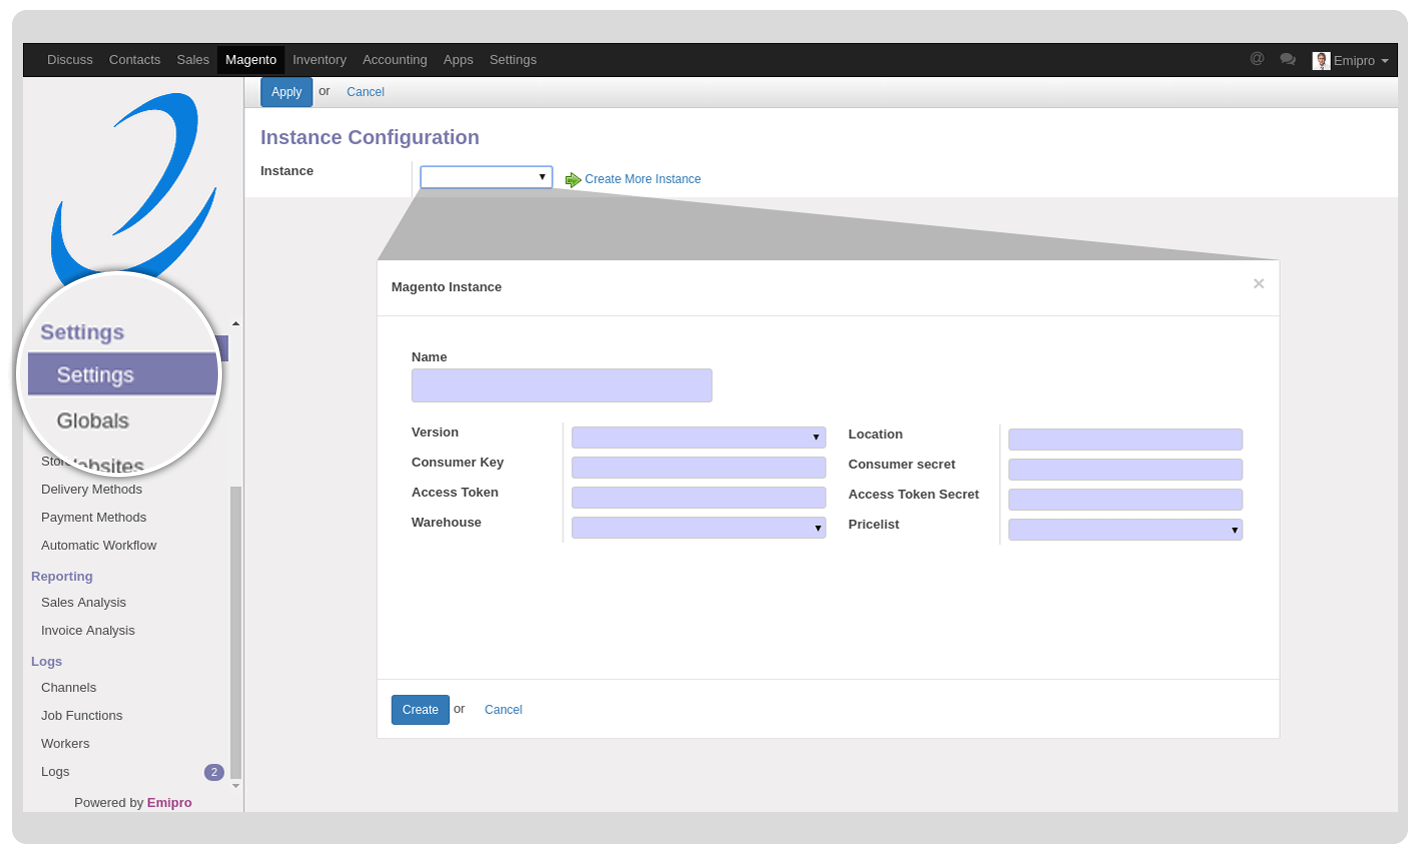 Discuss Contacts Sales Magento Inventory Accounting Apps Settings @ Emipro
Apply or Cancel
Instance Configuration
Instance
Create More Instance
Settings
Settings
Globals
Delivery Methods
Payment Methods
Automatic Workflow
Reporting
Sales Analysis
Invoice Analysis
Logs
Channels
Job Functions
Workers
Logs 2
Powered by Emipro
Magento Instance ×
Name
Version Location
Consumer Key Consumer secret
Access Token Access Token Secret
Warehouse Pricelist
Create or Cancel